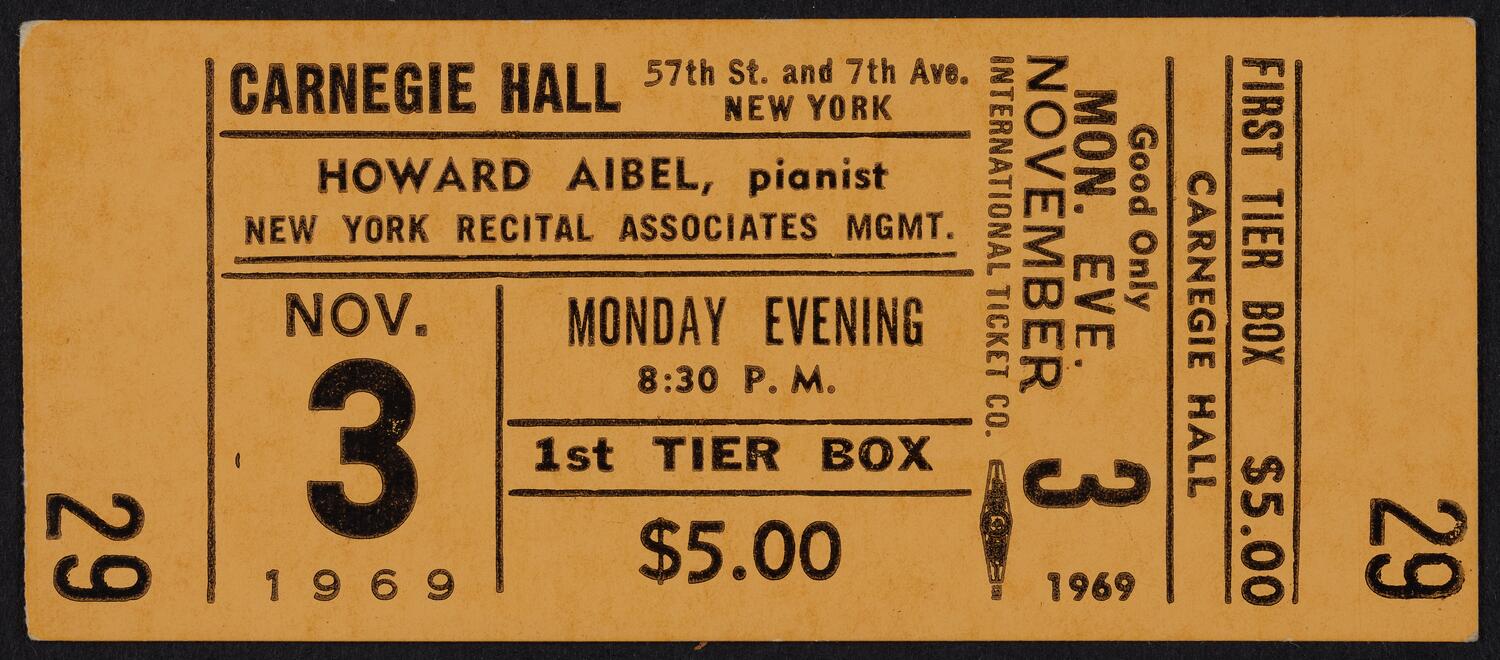 29
CARNEGIE HALL
57th St. and 7th Ave.
NEW YORK
HOWARD AIBEL, pianist
NEW YORK RECITAL ASSOCIATES MGMT.
NOV.
3
1969
MONDAY EVENING
8:30 P. M.
1st TIER BOX
$5.00
INTERNATIONAL TICKET CO.
Good Only
MON. EVE.
NOVEMBER
3
1969
CARNEGIE HALL
FIRST TIER BOX $5.00
29